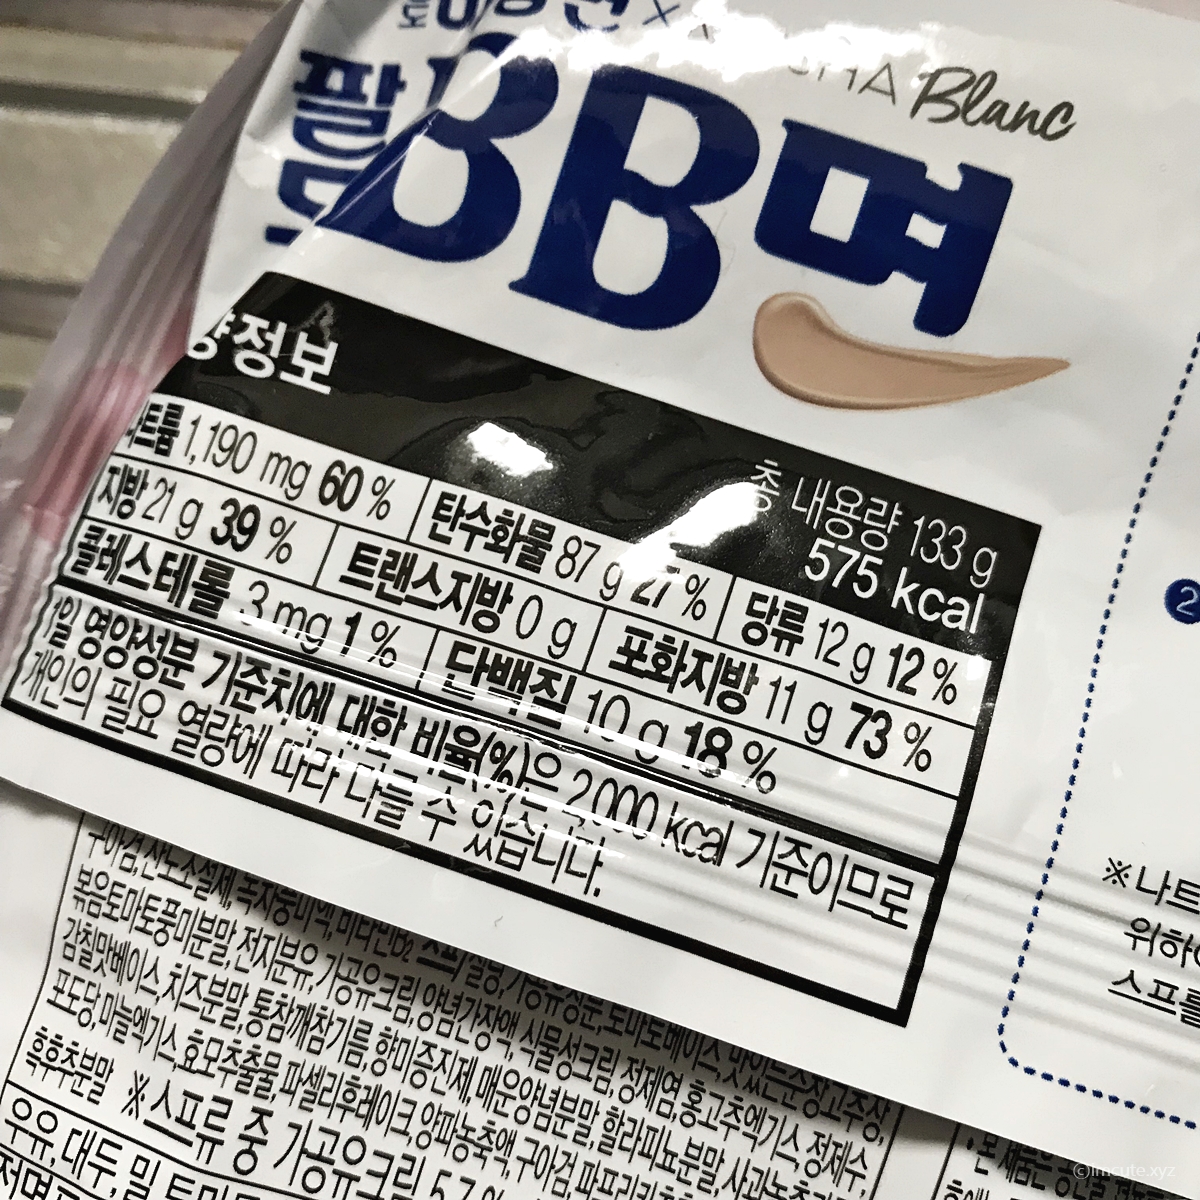 Blanc
팔도
BB면
양정보
총 내용량 133 g
575 kcal
나트륨 1,190 mg 60 % 탄수화물 87 g 27 % 당류 12 g 12 %
지방 21 g 39 % 트랜스지방 0 g 포화지방 11 g 73 %
콜레스테롤 3 mg 1 % 단백질 10 g 18 %
1일 영양성분 기준치에 대한 비율(%)은 2,000 kcal 기준이므로
개인의 필요 열량에 따라 다를 수 있습니다.
2
※나트
위하
스프를
볶음토마토풍미분말, 전지분유, 가공유크림, 양념간장액, 식물성크림, 정제염, 홍고추엑기스, 정제수,
감칠맛베이스, 치즈분말, 통참깨참기름, 향미증진제, 매운양념분말, 할라피뇨분말,
포도당, 마늘엑기스, 효모추출물, 파셀리후레이크, 양파농축액, 구아검,
흑후추분말 ※스프류 중 가공유크림 5.7 %
우유, 대두, 밀
ⓒimcute.xyz